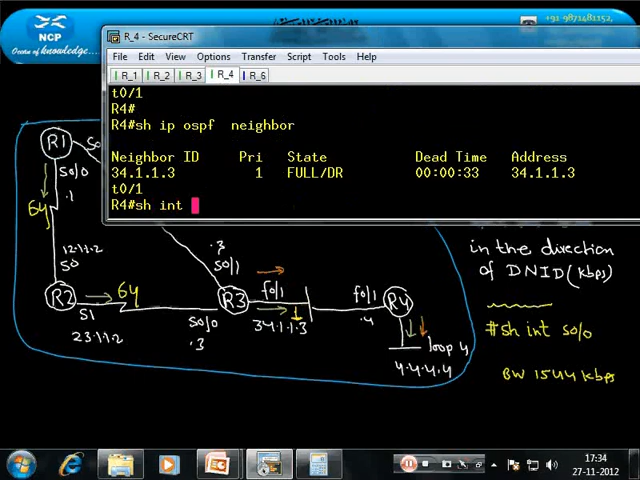 NCP
Ocean of knowledge..
+91 9871481152,
R_4 - SecureCRT
File Edit View Options Transfer Script Tools Help
R_1 R_2 R_3 R_4 R_6
t0/1
R4#
R4#sh ip ospf neighbor
Neighbor ID Pri State Dead Time Address
34.1.1.3 1 FULL/DR 00:00:33 34.1.1.3
t0/1
R4#sh int
R1
S0/0
.1
64
12.1.1.2
S0
R2
64
S1
23.1.1.2
.3
S0/1
R3
S0/0
.3
f0/1
34.1.1.3
f0/1
.4
R4
loop 4
4.4.4.4
in the direction
of DNID (kbps)
#sh int S0/0
BW 1544 kbps
17:34
27-11-2012